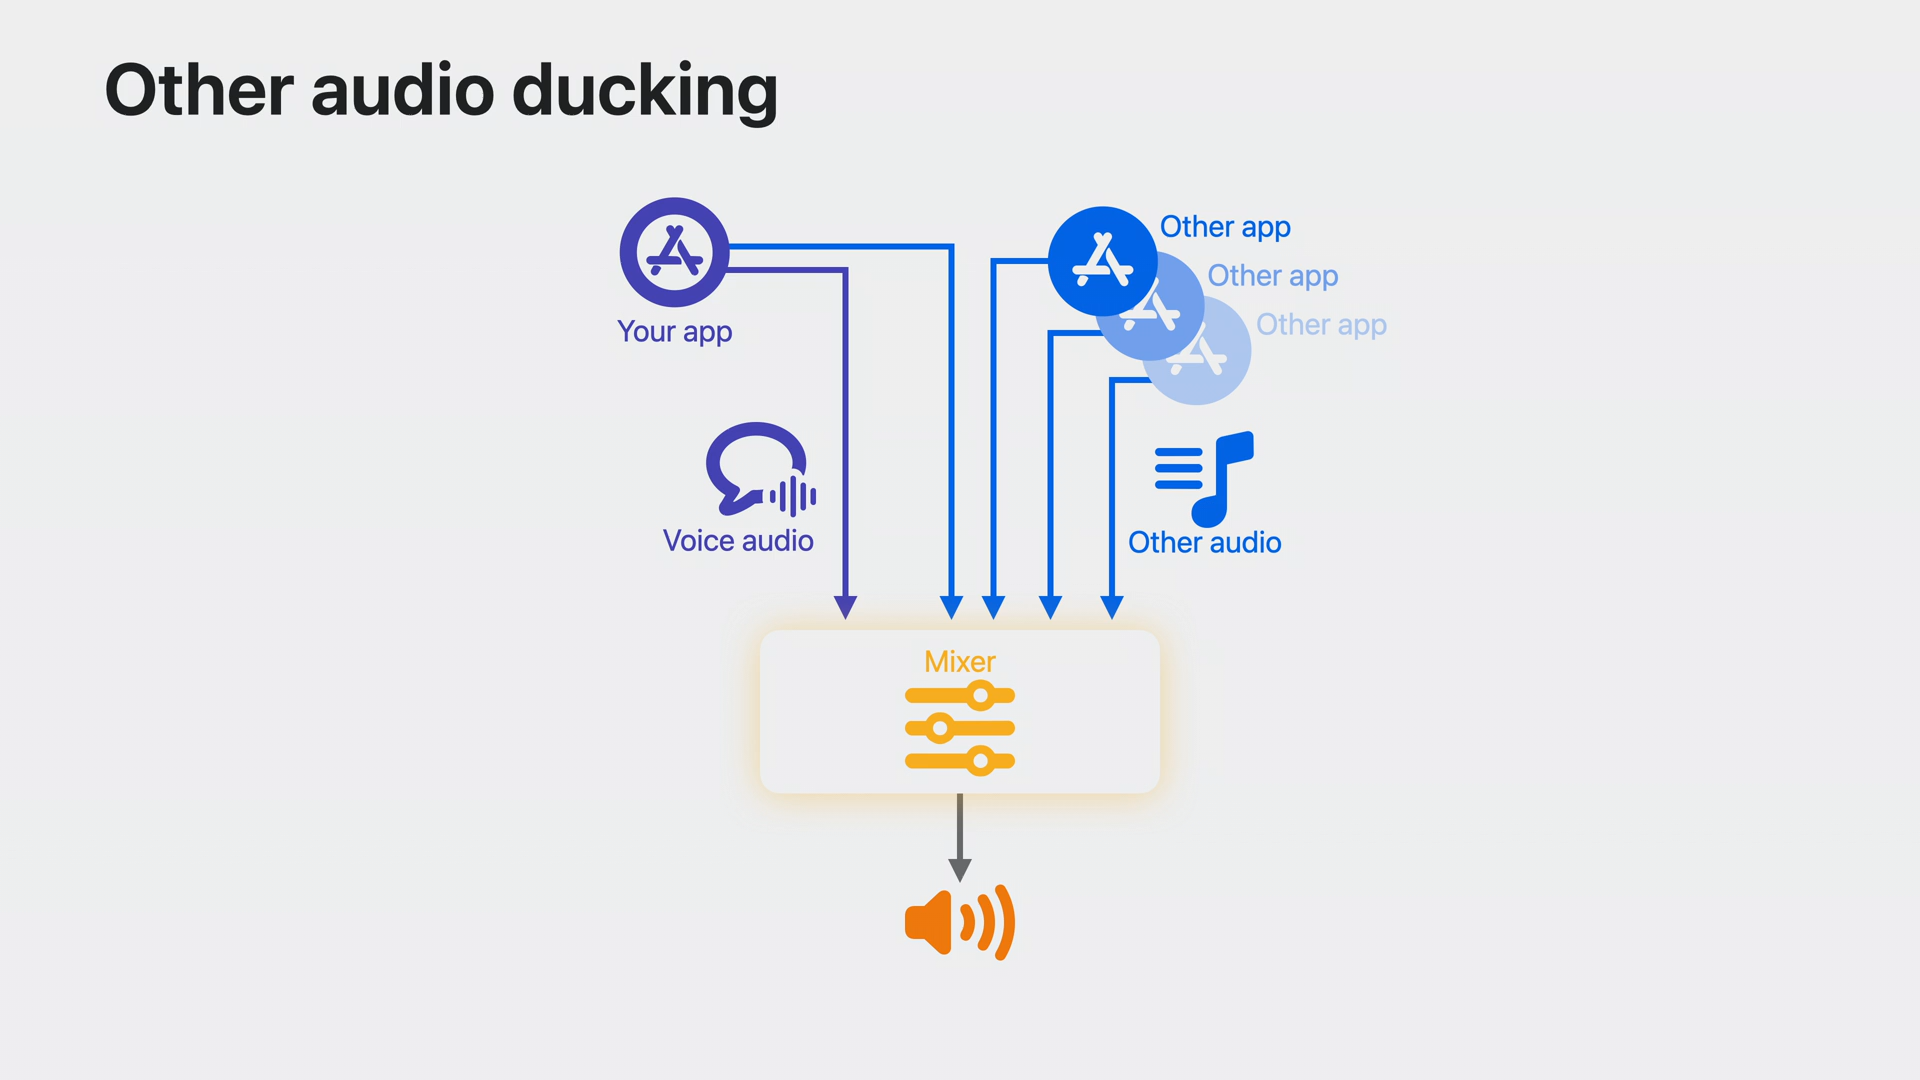 Other audio ducking
Other app
Other app
Other app
Your app
Voice audio
Other audio
Mixer